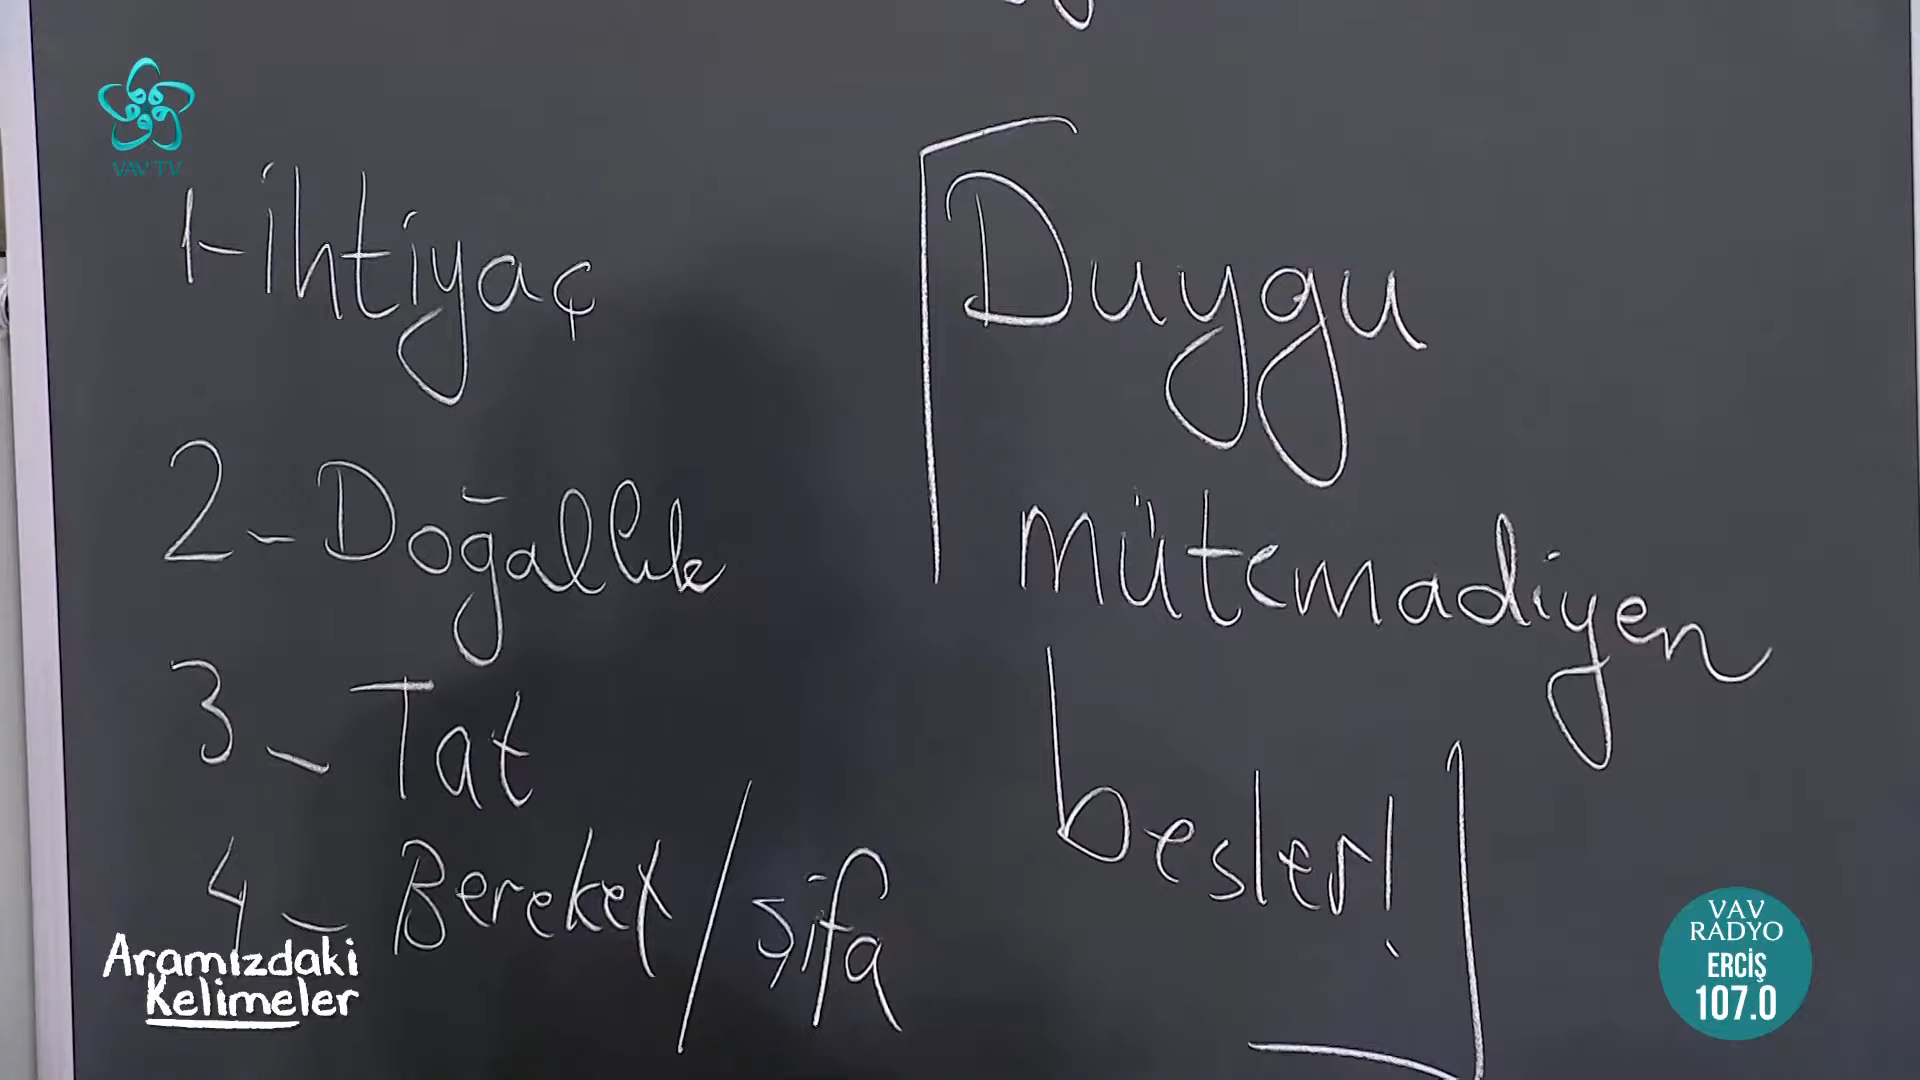 VAV TV
1- ihtiyaç
2- Doğallık
3- Tat
4- Bereket / şifa
Duygu
mütemadiyen
besler!
Aramızdaki
Kelimeler
VAV
RADYO
ERCİŞ
107.0